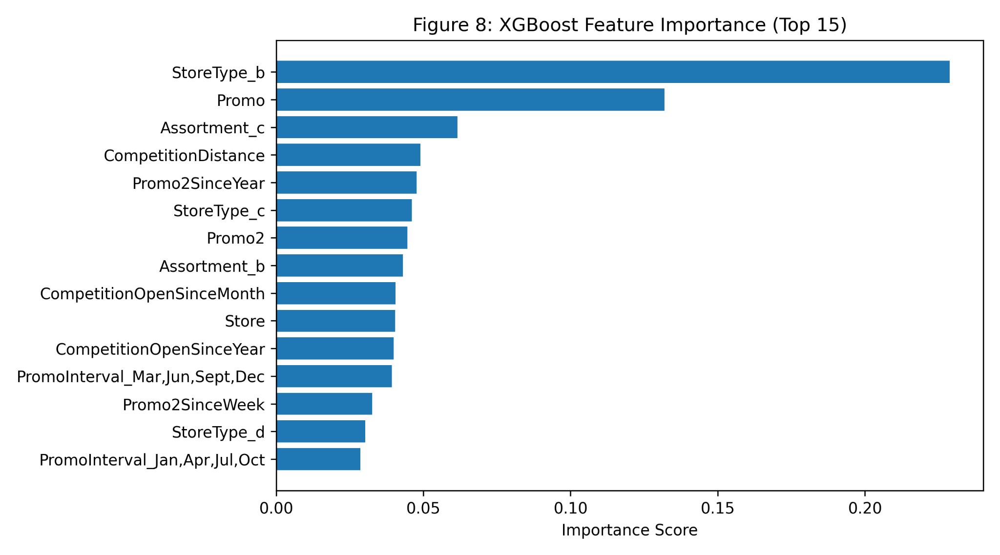 Figure 8: XGBoost Feature Importance (Top 15)
StoreType_b
Promo
Assortment_c
CompetitionDistance
Promo2SinceYear
StoreType_c
Promo2
Assortment_b
CompetitionOpenSinceMonth
Store
CompetitionOpenSinceYear
PromoInterval_Mar,Jun,Sept,Dec
Promo2SinceWeek
StoreType_d
PromoInterval_Jan,Apr,Jul,Oct
0.00 0.05 0.10 0.15 0.20
Importance Score